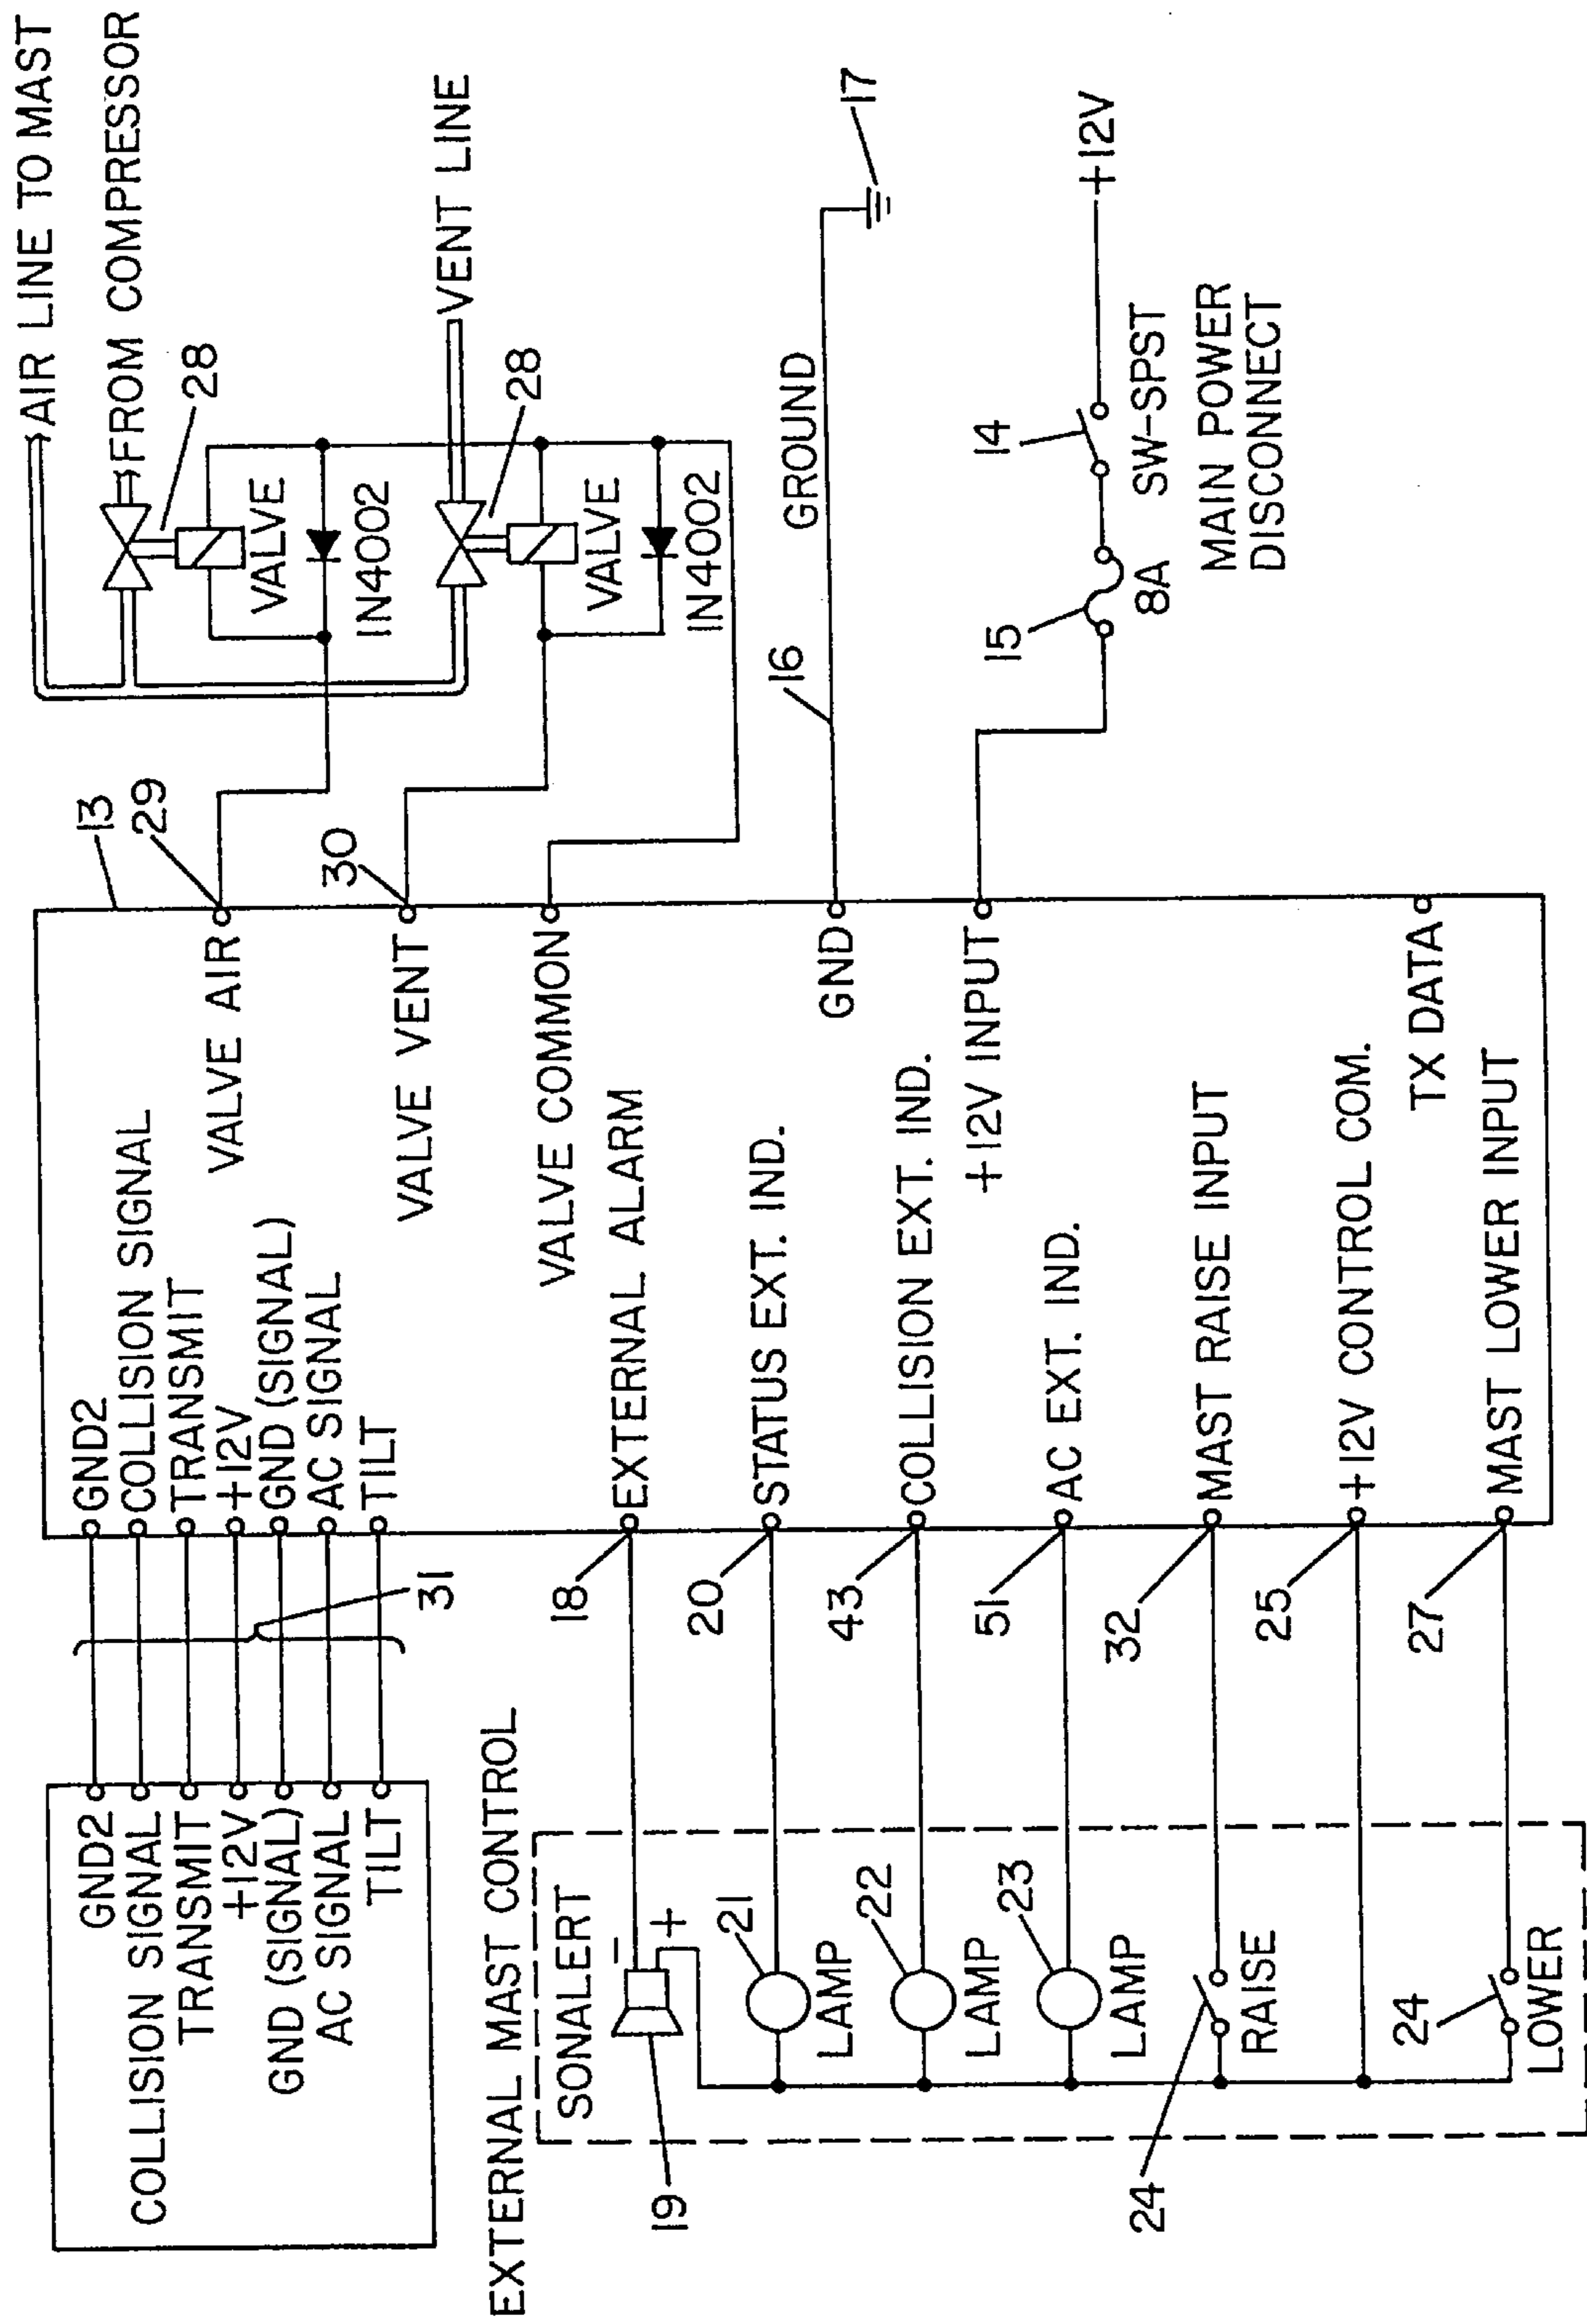 GND2
COLLISION SIGNAL
TRANSMIT
+12V
GND (SIGNAL)
AC SIGNAL
TILT
31
GND2
COLLISION SIGNAL
TRANSMIT
+12V
GND (SIGNAL)
AC SIGNAL
TILT
13
29
VALVE AIR
30
VALVE VENT
VALVE COMMON
AIR LINE TO MAST
FROM COMPRESSOR
28
VALVE
IN4002
VENT LINE
28
VALVE
IN4002
EXTERNAL MAST CONTROL
SONALERT
-
+
19
18
EXTERNAL ALARM
21
LAMP
20
STATUS EXT. IND.
22
LAMP
43
COLLISION EXT. IND.
23
LAMP
51
AC EXT. IND.
24
RAISE
32
MAST RAISE INPUT
25
+12V CONTROL COM.
24
LOWER
27
MAST LOWER INPUT
GND
16
GROUND
17
+12V INPUT
15
8A
14
SW-SPST
+12V
MAIN POWER
DISCONNECT
TX DATA